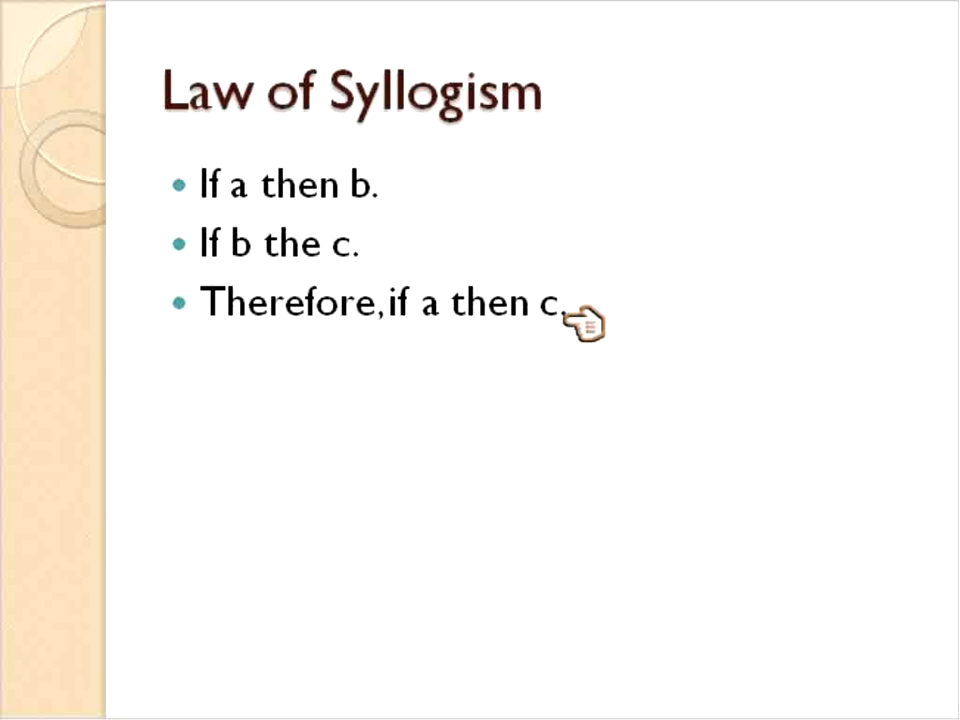 Law of Syllogism
• If a then b.
• If b the c.
• Therefore, if a then c.